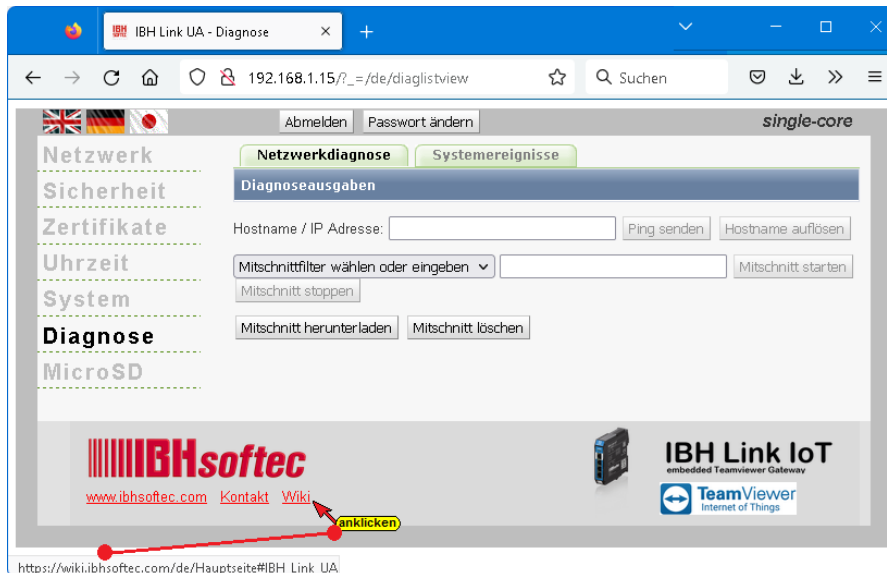 IBH Link UA - Diagnose
192.168.1.15/?_=/de/diaglistview
Suchen
Abmelden Passwort ändern single-core
Netzwerk
Sicherheit
Zertifikate
Uhrzeit
System
Diagnose
MicroSD
Netzwerkdiagnose Systemereignisse
Diagnoseausgaben
Hostname / IP Adresse: Ping senden Hostname auflösen
Mitschnittfilter wählen oder eingeben Mitschnitt starten
Mitschnitt stoppen
Mitschnitt herunterladen Mitschnitt löschen
IBHsoftec
www.ibhsoftec.com Kontakt Wiki
anklicken
IBH Link IoT
embedded Teamviewer Gateway
TeamViewer
Internet of Things
https://wiki.ibhsoftec.com/de/Hauptseite#IBH_Link_UA